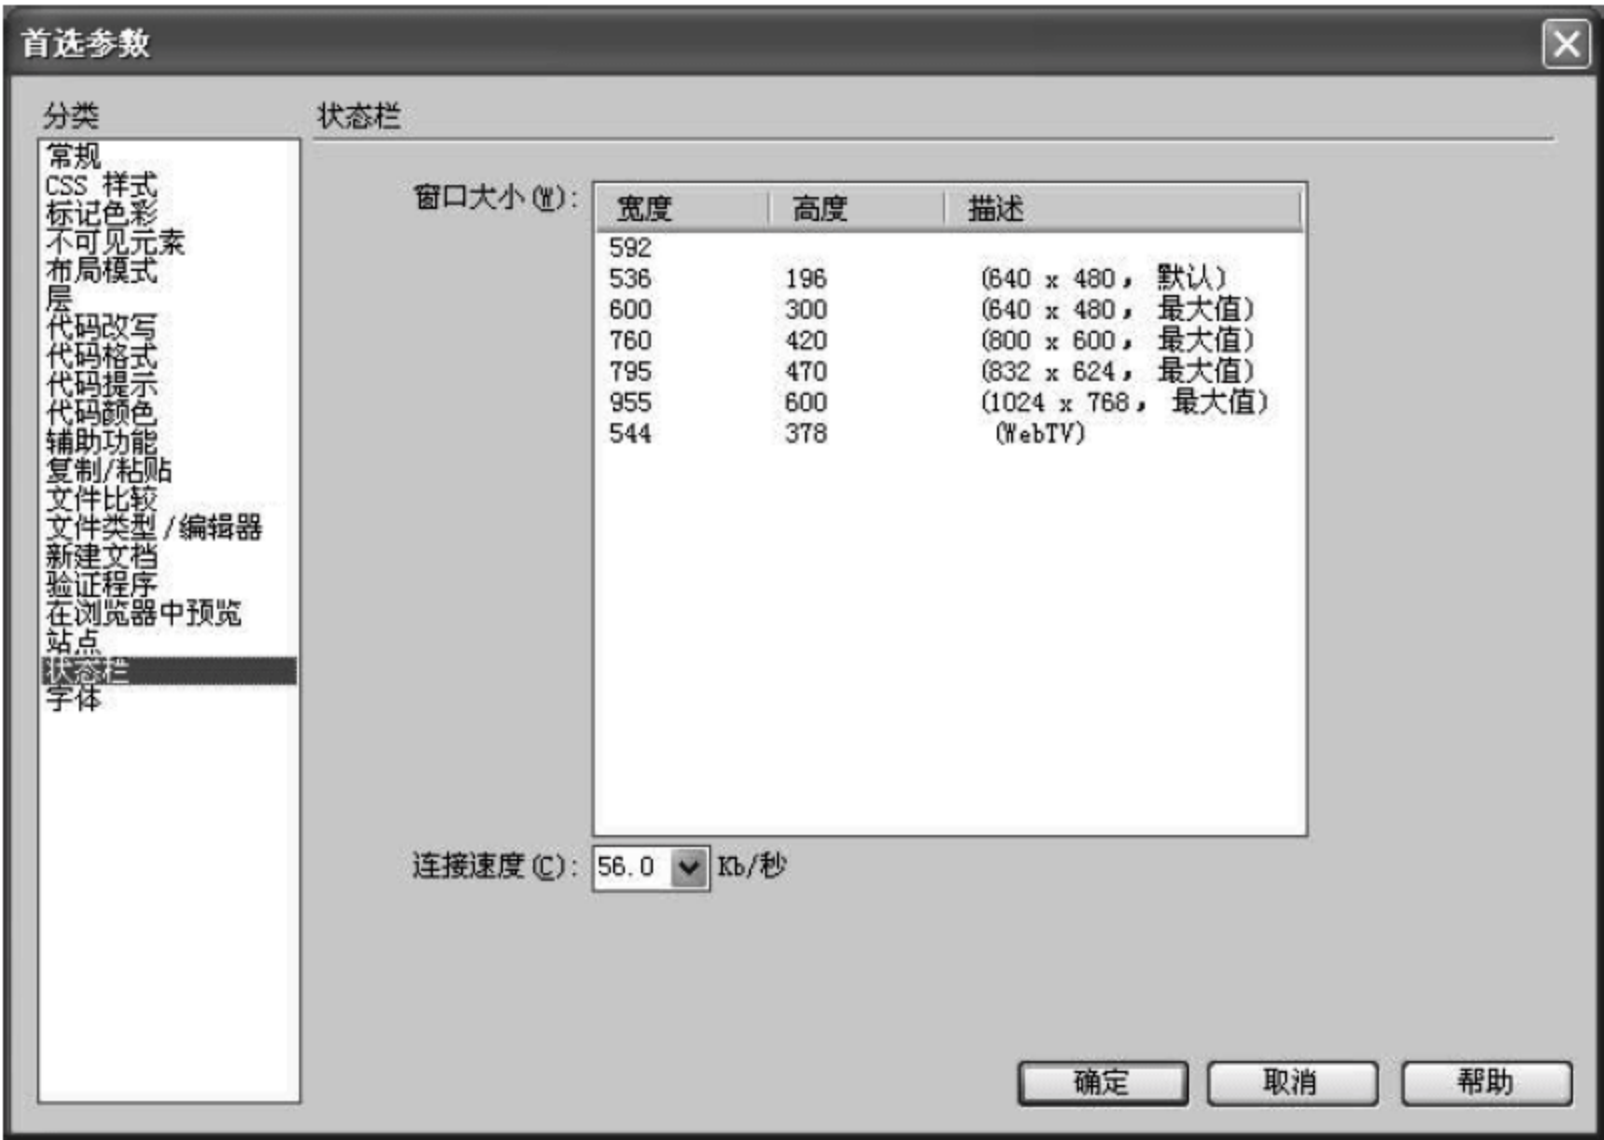 首选参数
分类
常规
CSS 样式
标记色彩
不可见元素
布局模式
层
代码改写
代码格式
代码提示
代码颜色
辅助功能
复制/粘贴
文件比较
文件类型/编辑器
新建文档
验证程序
在浏览器中预览
站点
状态栏
字体
状态栏
窗口大小(W):
宽度 高度 描述
592
536 196 (640 x 480, 默认)
600 300 (640 x 480, 最大值)
760 420 (800 x 600, 最大值)
795 470 (832 x 624, 最大值)
955 600 (1024 x 768, 最大值)
544 378 (WebTV)
连接速度(C): 56.0 Kb/秒
确定 取消 帮助